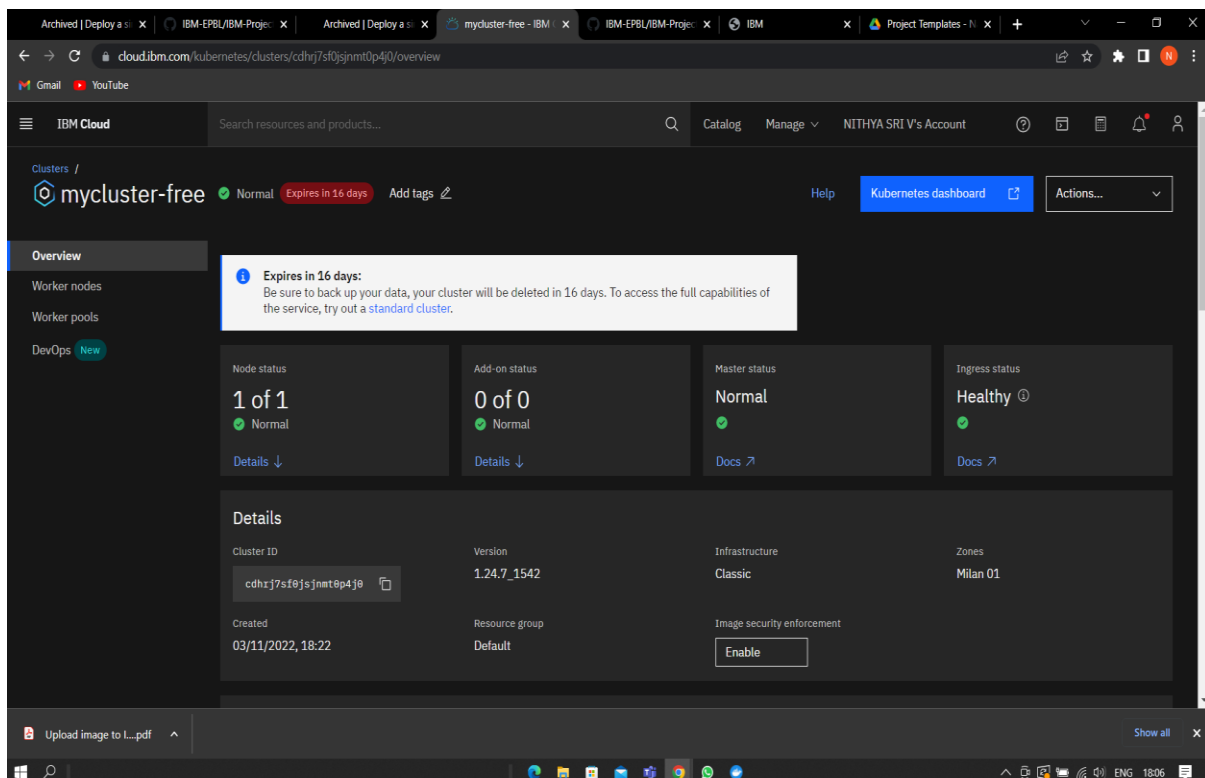 Archived | Deploy a si
IBM-EPBL/IBM-Projec
Archived | Deploy a si
mycluster-free - IBM C
IBM-EPBL/IBM-Projec
IBM
Project Templates - N
cloud.ibm.com/kubernetes/clusters/cdhrj7sf0jsjnmt0p4j0/overview
N
Gmail YouTube
IBM Cloud
Search resources and products...
Catalog Manage NITHYA SRI V's Account
Clusters /
mycluster-free Normal Expires in 16 days Add tags Help Kubernetes dashboard Actions...
Overview
Worker nodes
Worker pools
DevOps New
Expires in 16 days:
Be sure to back up your data, your cluster will be deleted in 16 days. To access the full capabilities of
the service, try out a standard cluster.
Node status
1 of 1
Normal
Details
Add-on status
0 of 0
Normal
Details
Master status
Normal
Docs
Ingress status
Healthy
Docs
Details
Cluster ID
cdhrj7sf0jsjnmt0p4j0
Version
1.24.7_1542
Infrastructure
Classic
Zones
Milan 01
Created
03/11/2022, 18:22
Resource group
Default
Image security enforcement
Enable
Upload image to I....pdf
Show all
ENG 18:06